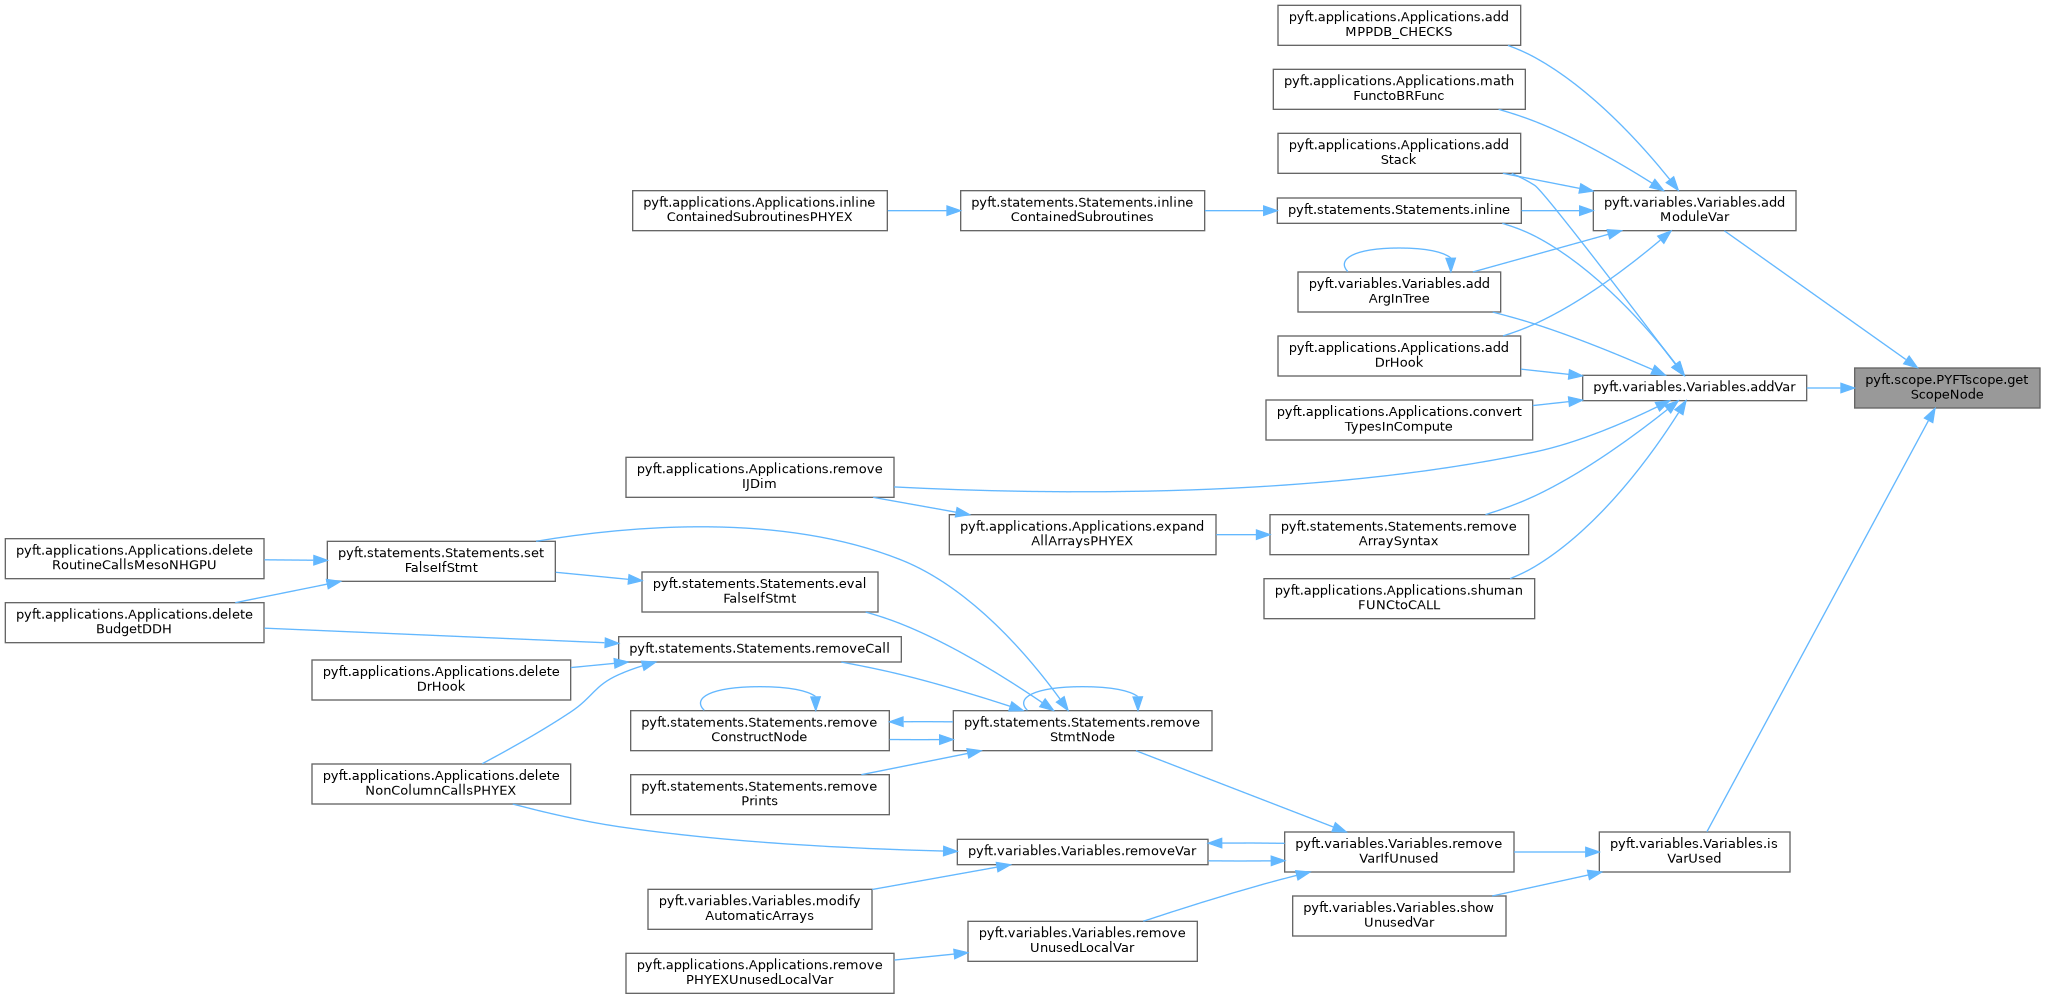 pyft.applications.Applications.add
MPPDB_CHECKS
pyft.applications.Applications.math
FunctoBRFunc
pyft.applications.Applications.add
Stack
pyft.applications.Applications.inline
ContainedSubroutinesPHYEX
pyft.statements.Statements.inline
ContainedSubroutines
pyft.statements.Statements.inline
pyft.variables.Variables.add
ModuleVar
pyft.variables.Variables.add
ArgInTree
pyft.applications.Applications.add
DrHook
pyft.variables.Variables.addVar
pyft.scope.PYFTscope.get
ScopeNode
pyft.applications.Applications.convert
TypesInCompute
pyft.applications.Applications.remove
IJDim
pyft.applications.Applications.expand
AllArraysPHYEX
pyft.statements.Statements.remove
ArraySyntax
pyft.applications.Applications.delete
RoutineCallsMesoNHGPU
pyft.statements.Statements.set
FalseIfStmt
pyft.statements.Statements.eval
FalseIfStmt
pyft.applications.Applications.shuman
FUNCtoCALL
pyft.applications.Applications.delete
BudgetDDH
pyft.statements.Statements.removeCall
pyft.applications.Applications.delete
DrHook
pyft.statements.Statements.remove
ConstructNode
pyft.statements.Statements.remove
StmtNode
pyft.applications.Applications.delete
NonColumnCallsPHYEX
pyft.statements.Statements.remove
Prints
pyft.variables.Variables.removeVar
pyft.variables.Variables.remove
VarIfUnused
pyft.variables.Variables.is
VarUsed
pyft.variables.Variables.modify
AutomaticArrays
pyft.variables.Variables.show
UnusedVar
pyft.variables.Variables.remove
UnusedLocalVar
pyft.applications.Applications.remove
PHYEXUnusedLocalVar